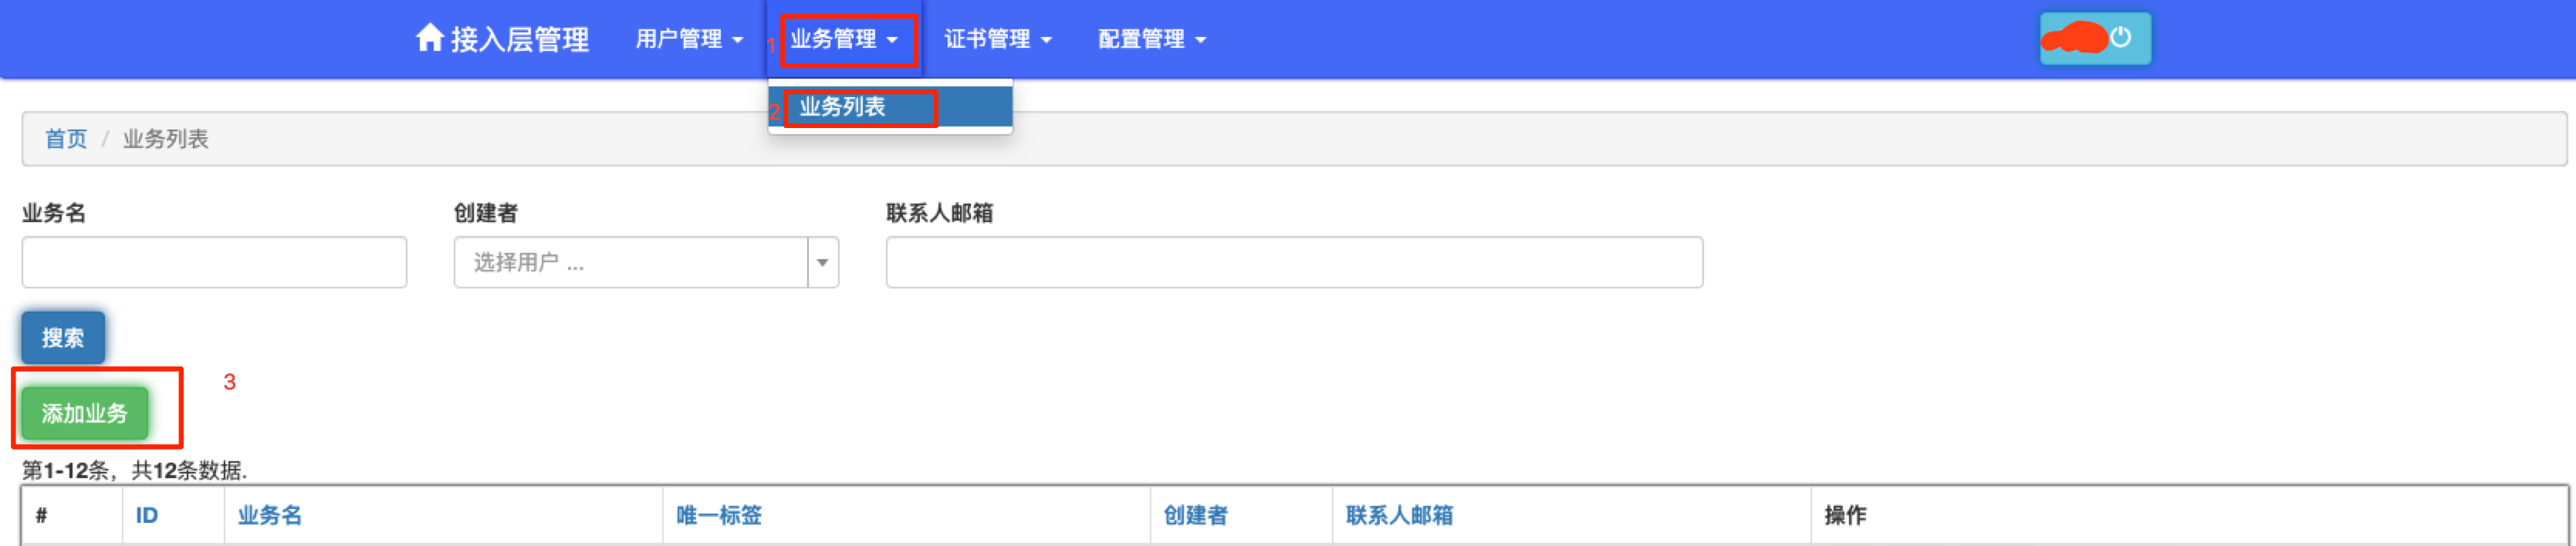 接入层管理 用户管理 1 业务管理 证书管理 配置管理
2 业务列表
首页 / 业务列表
业务名 创建者 联系人邮箱
选择用户 ...
搜索
3
添加业务
第1-12条，共12条数据.
# ID 业务名 唯一标签 创建者 联系人邮箱 操作